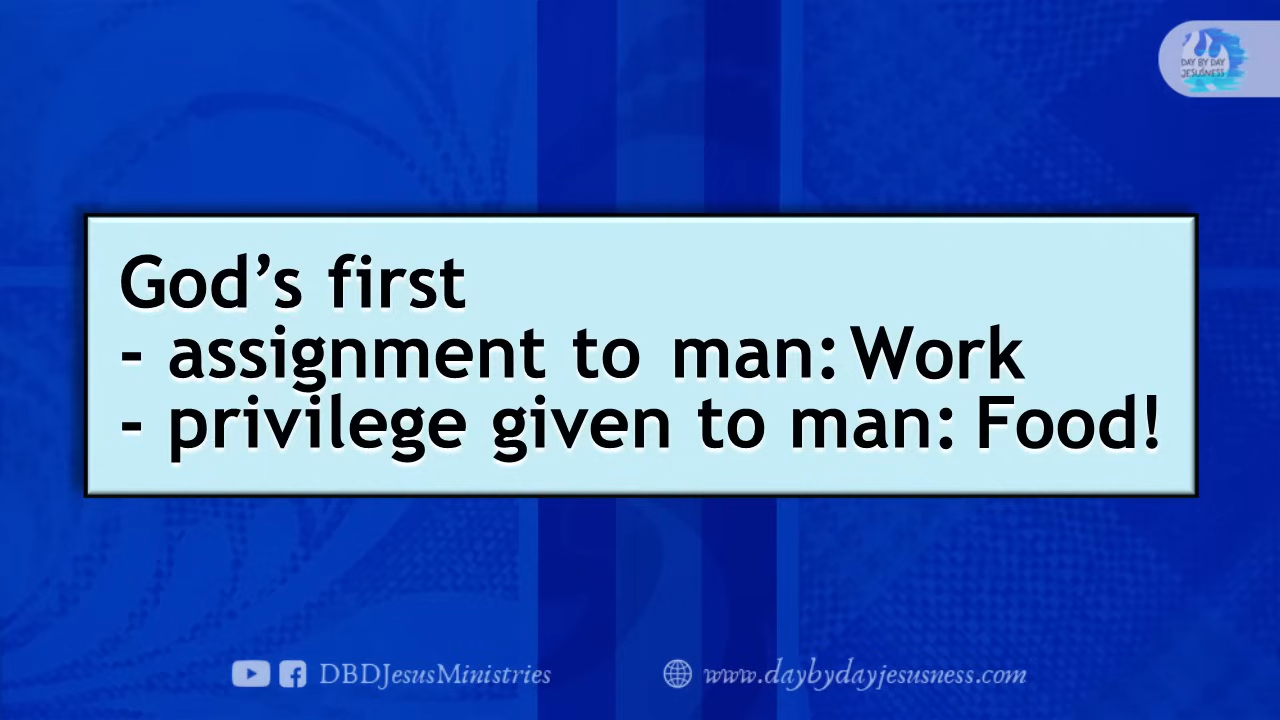 DAY BY DAY
JESUSNESS
God’s first
- assignment to man: Work
- privilege given to man: Food!
DBDJesusMinistries
www.daybydayjesusness.com